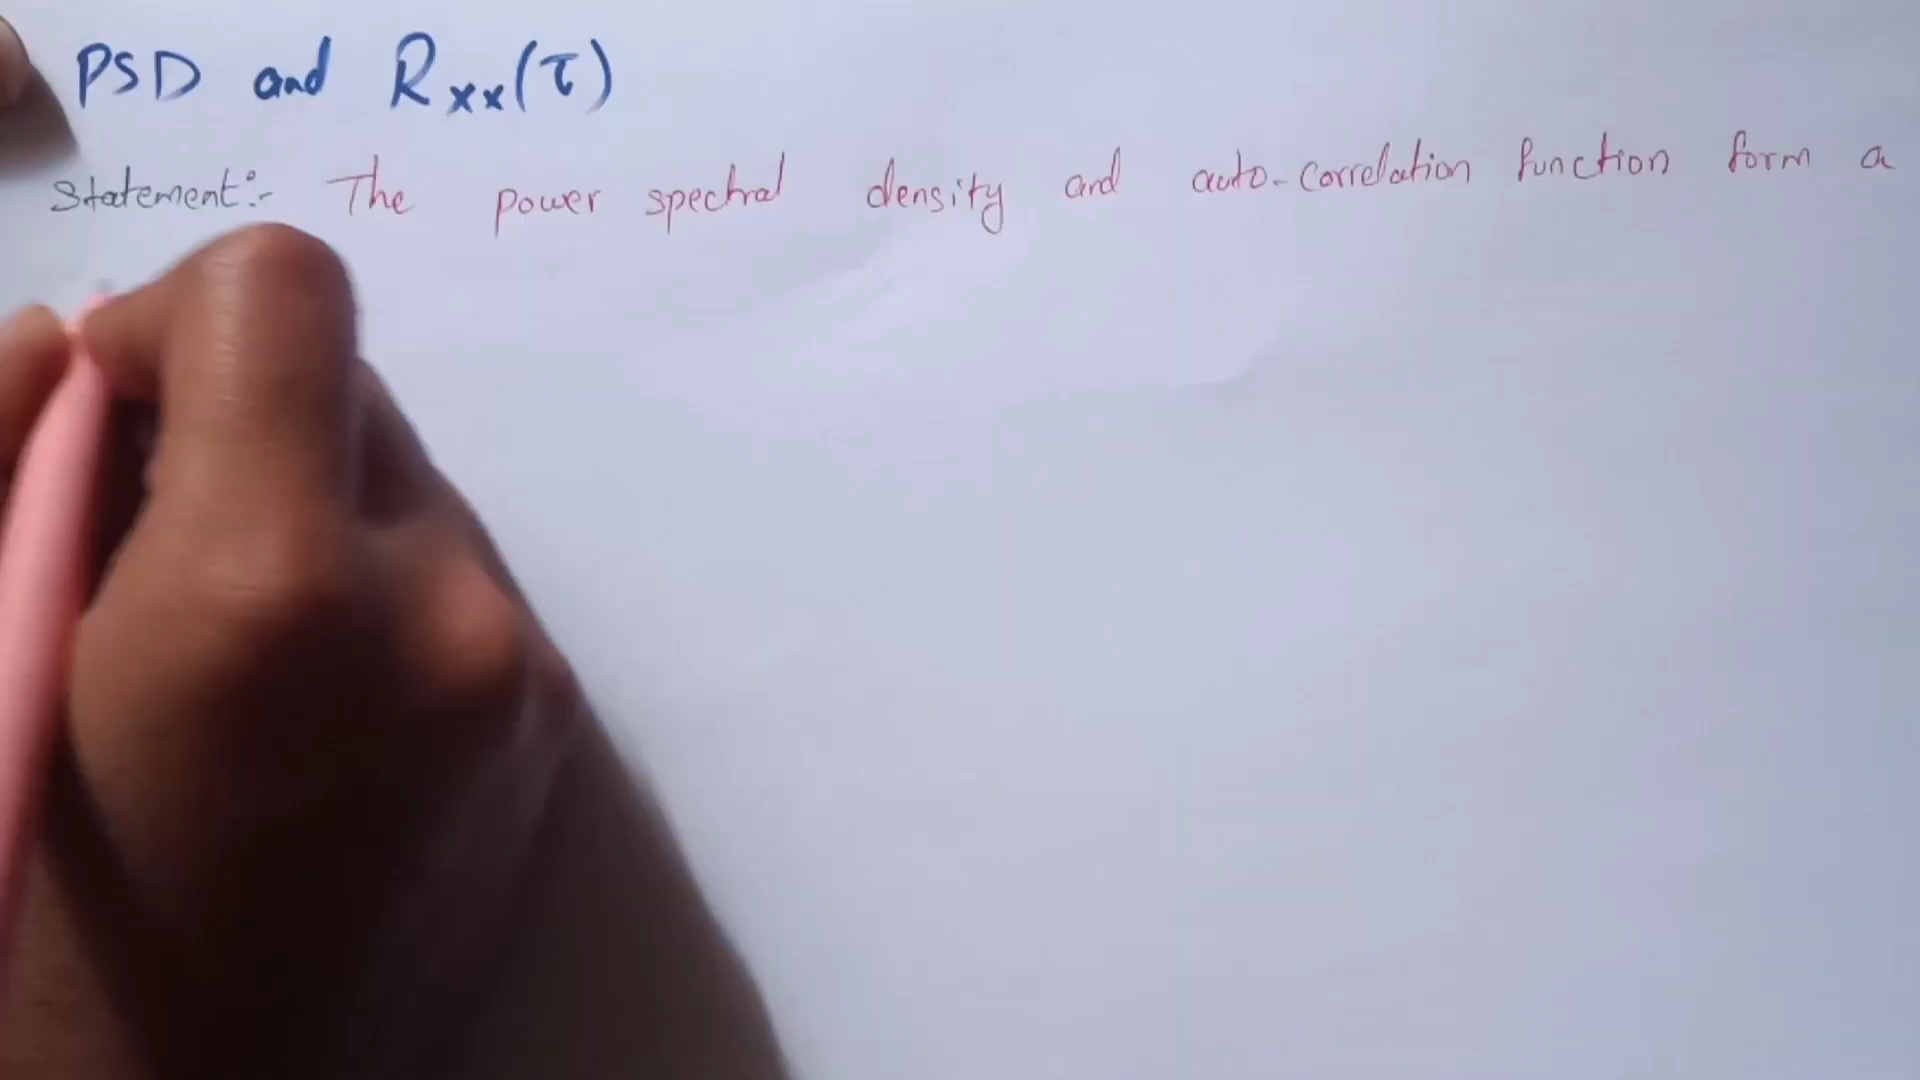 PSD and Rxx(τ)
Statement:- The power spectral density and auto-correlation function form a